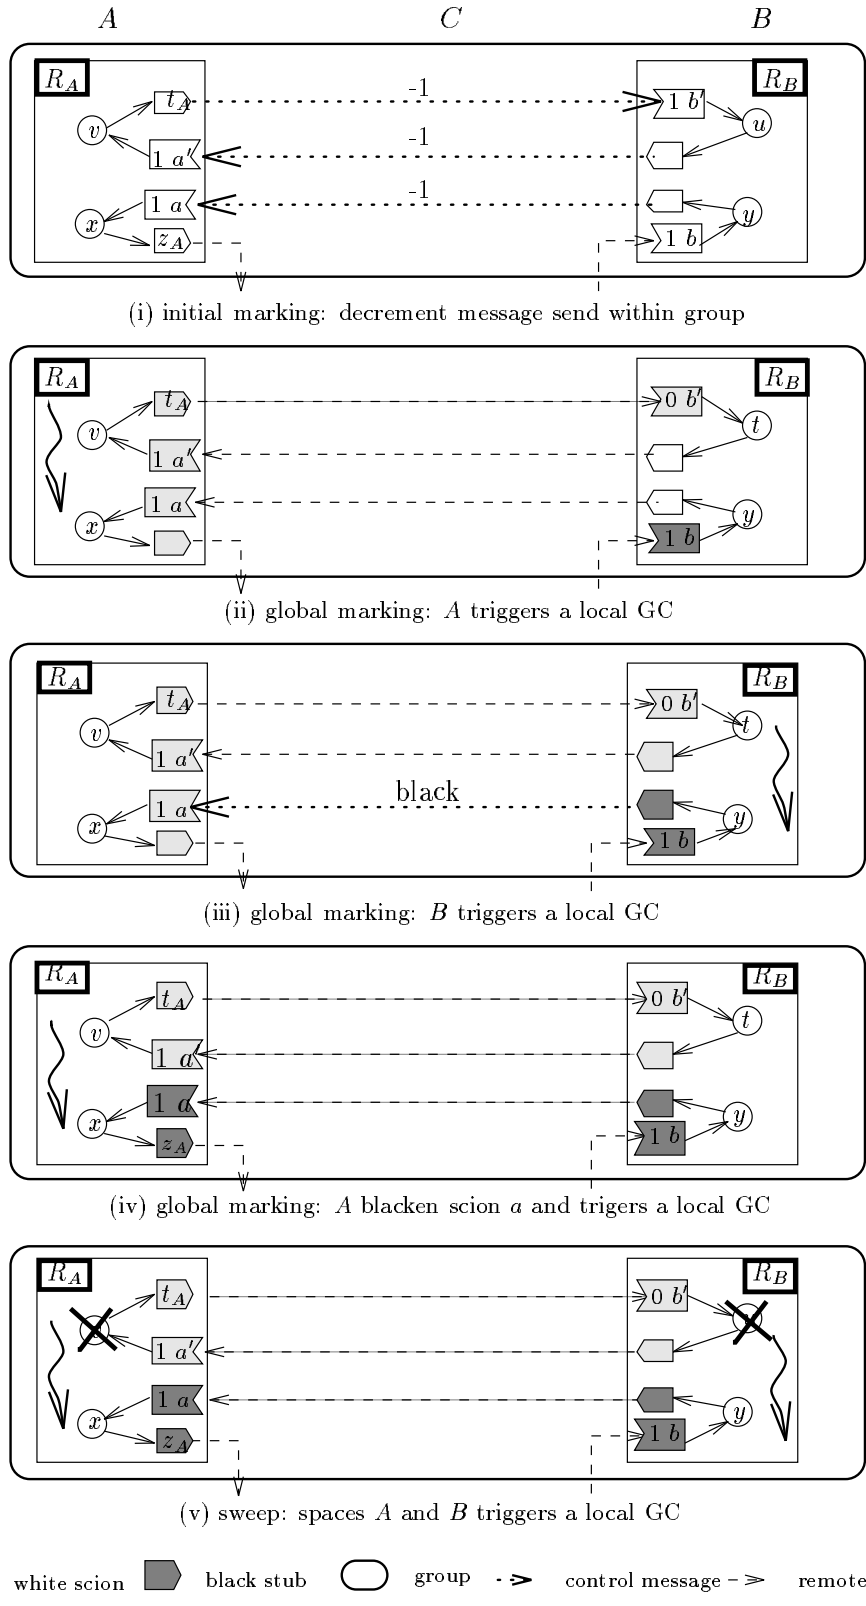 A C B
R_A -1 R_B
t_A 1 b'
v u
-1
1 a'
-1
1 a
x y
z_A 1 b
(i) initial marking: decrement message send within group
R_A R_B
t_A 0 b'
v t
1 a'
1 a
x y
1 b
(ii) global marking: A triggers a local GC
R_A R_B
t_A 0 b'
v t
1 a'
black
1 a
x y
1 b
(iii) global marking: B triggers a local GC
R_A R_B
t_A 0 b'
v t
1 a'
1 a
x y
z_A 1 b
(iv) global marking: A blacken scion a and trigers a local GC
R_A R_B
t_A 0 b'
1 a'
1 a
x y
z_A 1 b
(v) sweep: spaces A and B triggers a local GC
white scion black stub group control message remote